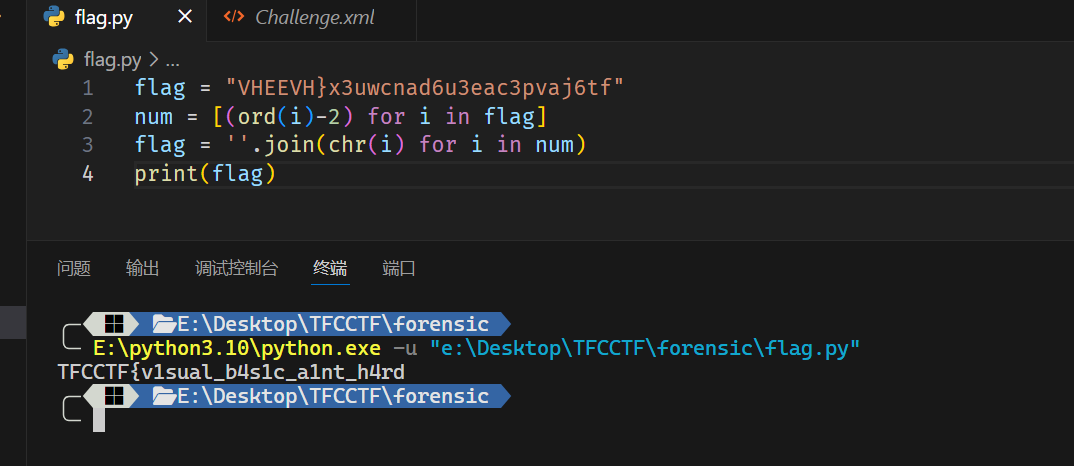 flag.py × Challenge.xml
flag.py > ...
1 flag = "VHEEVH}x3uwcnad6u3eac3pvaj6tf"
2 num = [(ord(i)-2) for i in flag]
3 flag = ''.join(chr(i) for i in num)
4 print(flag)
问题 输出 调试控制台 终端 端口
E:\Desktop\TFCCTF\forensic
E:\python3.10\python.exe -u "e:\Desktop\TFCCTF\forensic\flag.py"
TFCCTF{v1sual_b4s1c_a1nt_h4rd
E:\Desktop\TFCCTF\forensic